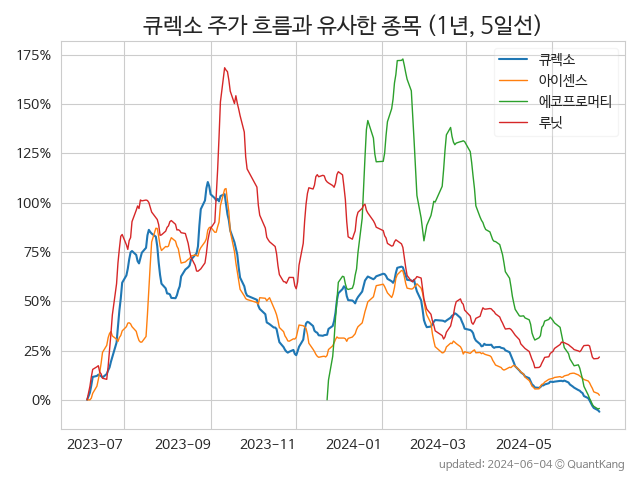 큐렉소 주가 흐름과 유사한 종목 (1년, 5일선)
큐렉소
아이센스
에코프로머티
루닛
175%
150%
125%
100%
75%
50%
25%
0%
2023-07 2023-09 2023-11 2024-01 2024-03 2024-05
updated: 2024-06-04 © QuantKang